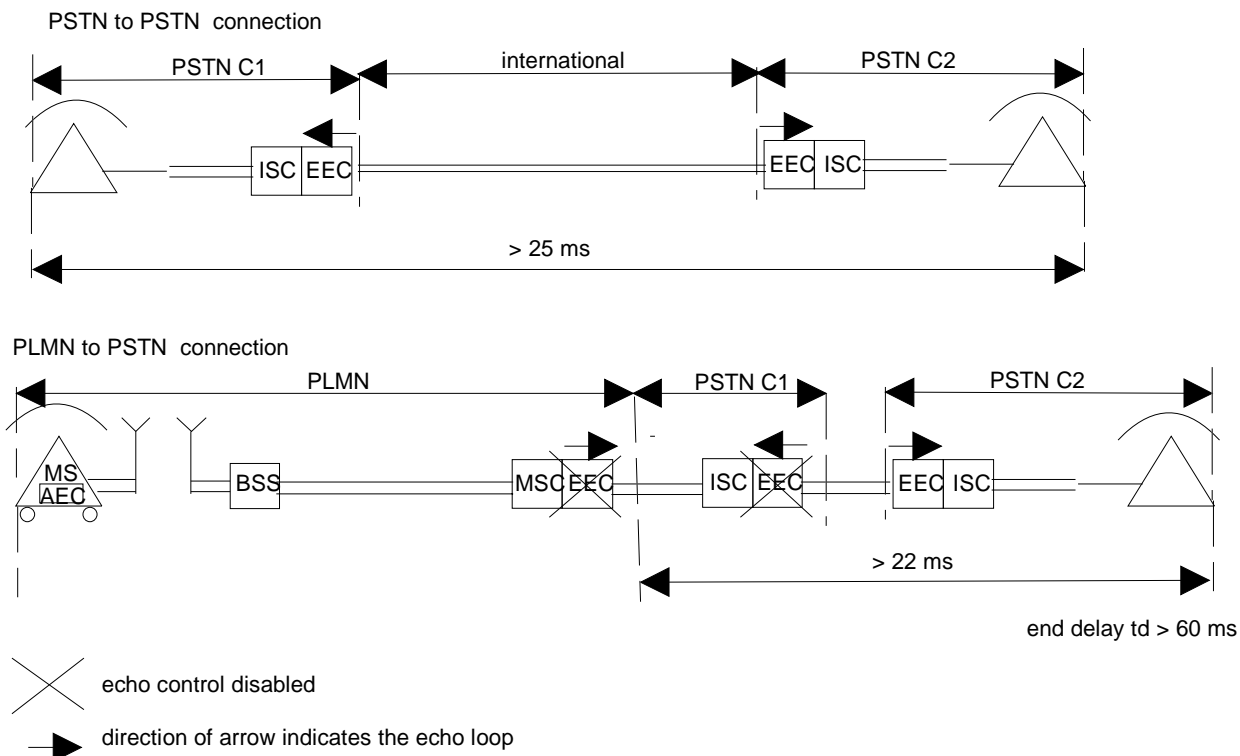 PSTN to PSTN connection
PSTN C1
international
PSTN C2
ISC EEC
EEC ISC
> 25 ms
PLMN to PSTN connection
PLMN
PSTN C1
PSTN C2
MS
AEC
BSS
MSC EEC
ISC EEC
EEC ISC
> 22 ms
end delay td > 60 ms
echo control disabled
direction of arrow indicates the echo loop